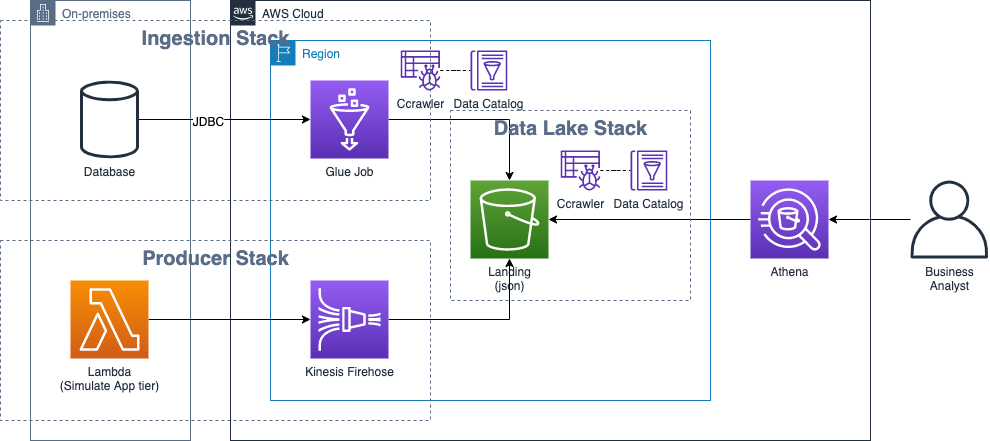 On-premises
aws AWS Cloud
Ingestion Stack
Region
Ccrawler Data Catalog
JDBC
Data Lake Stack
Database
Glue Job
Ccrawler Data Catalog
Producer Stack
Landing
(json)
Athena
Business
Analyst
Lambda
(Simulate App tier)
Kinesis Firehose